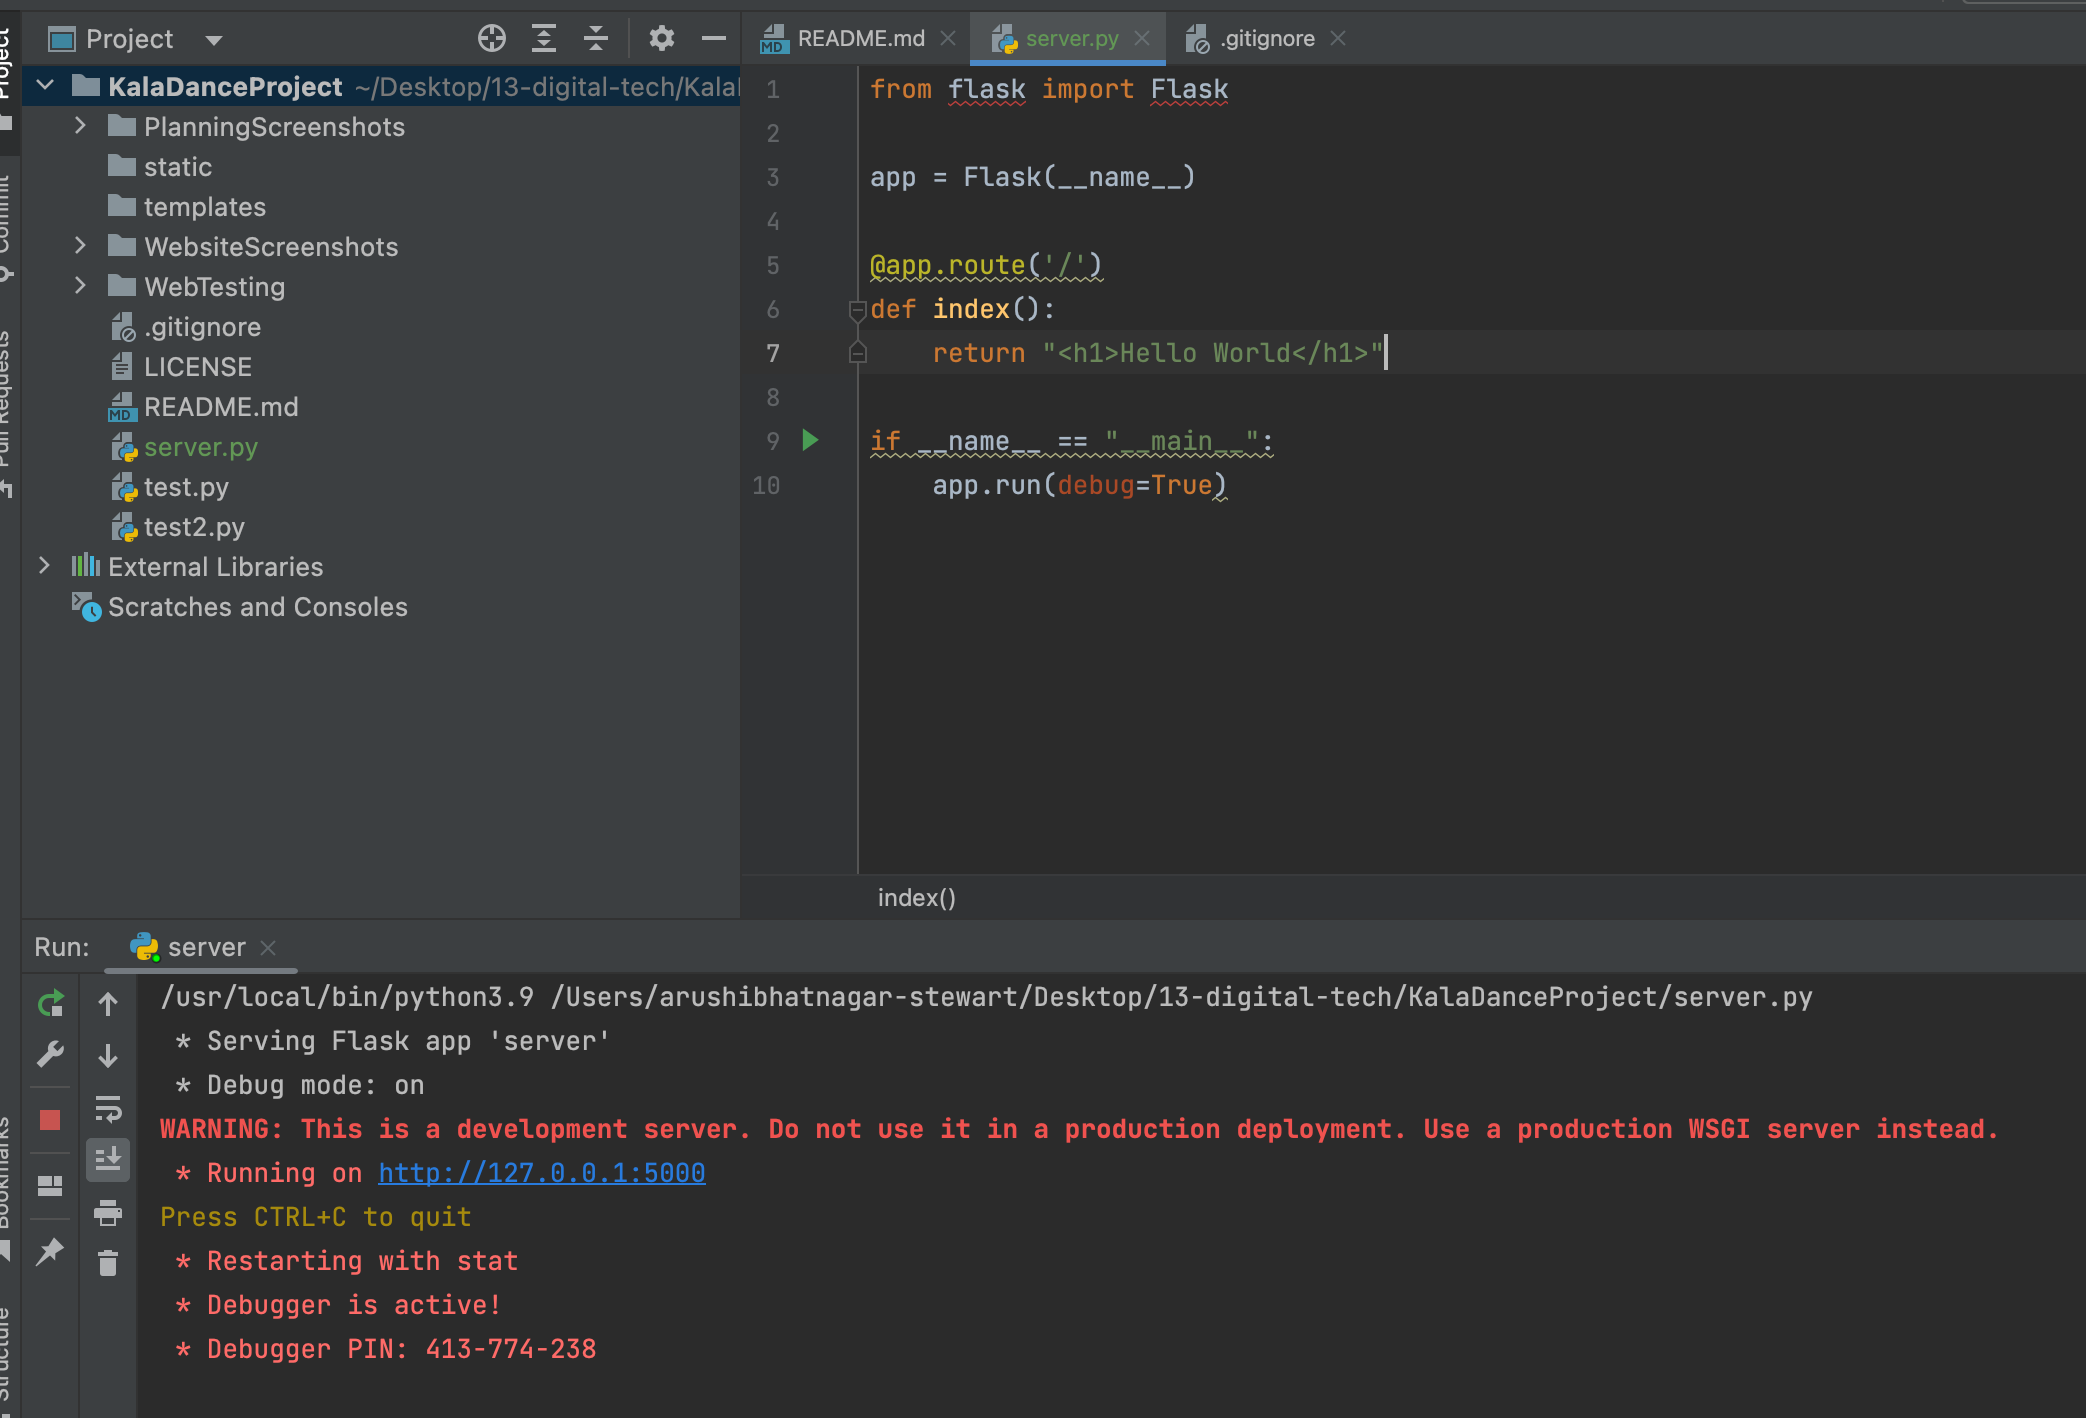 Project
README.md
server.py
.gitignore
KalaDanceProject ~/Desktop/13-digital-tech/Kalal
PlanningScreenshots
static
templates
WebsiteScreenshots
WebTesting
.gitignore
LICENSE
README.md
server.py
test.py
test2.py
External Libraries
Scratches and Consoles
Project
Commit
Pull Requests
Bookmarks
Structure
1 from flask import Flask
2
3 app = Flask(__name__)
4
5 @app.route('/')
6 def index():
7 return "<h1>Hello World</h1>"
8
9 if __name__ == "__main__":
10 app.run(debug=True)
index()
Run: server
/usr/local/bin/python3.9 /Users/arushibhatnagar-stewart/Desktop/13-digital-tech/KalaDanceProject/server.py
* Serving Flask app 'server'
* Debug mode: on
WARNING: This is a development server. Do not use it in a production deployment. Use a production WSGI server instead.
* Running on http://127.0.0.1:5000
Press CTRL+C to quit
* Restarting with stat
* Debugger is active!
* Debugger PIN: 413-774-238